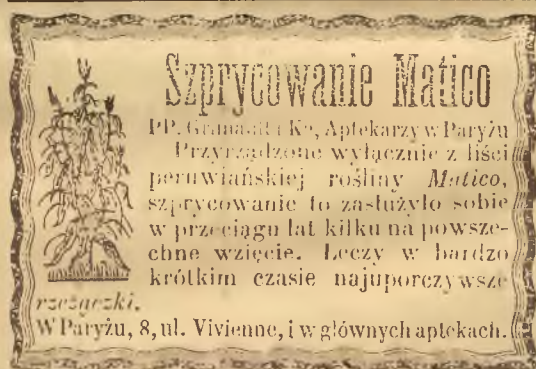 Szprycowanie Matico
PP. Grimault i Kº, Aptekarzy w Paryżu
Przyrządzone wyłącznie z liści
peruwiańskiej rośliny Matico,
szprycowanie to zasłużyło sobie
w przeciągu lat kilku na powsze-
chne wzięcie. Leczy w bardzo
krótkim czasie najuporczywsze
rzeżączki.
W Paryżu, 8, ul. Vivienne, i w głównych aptekach.